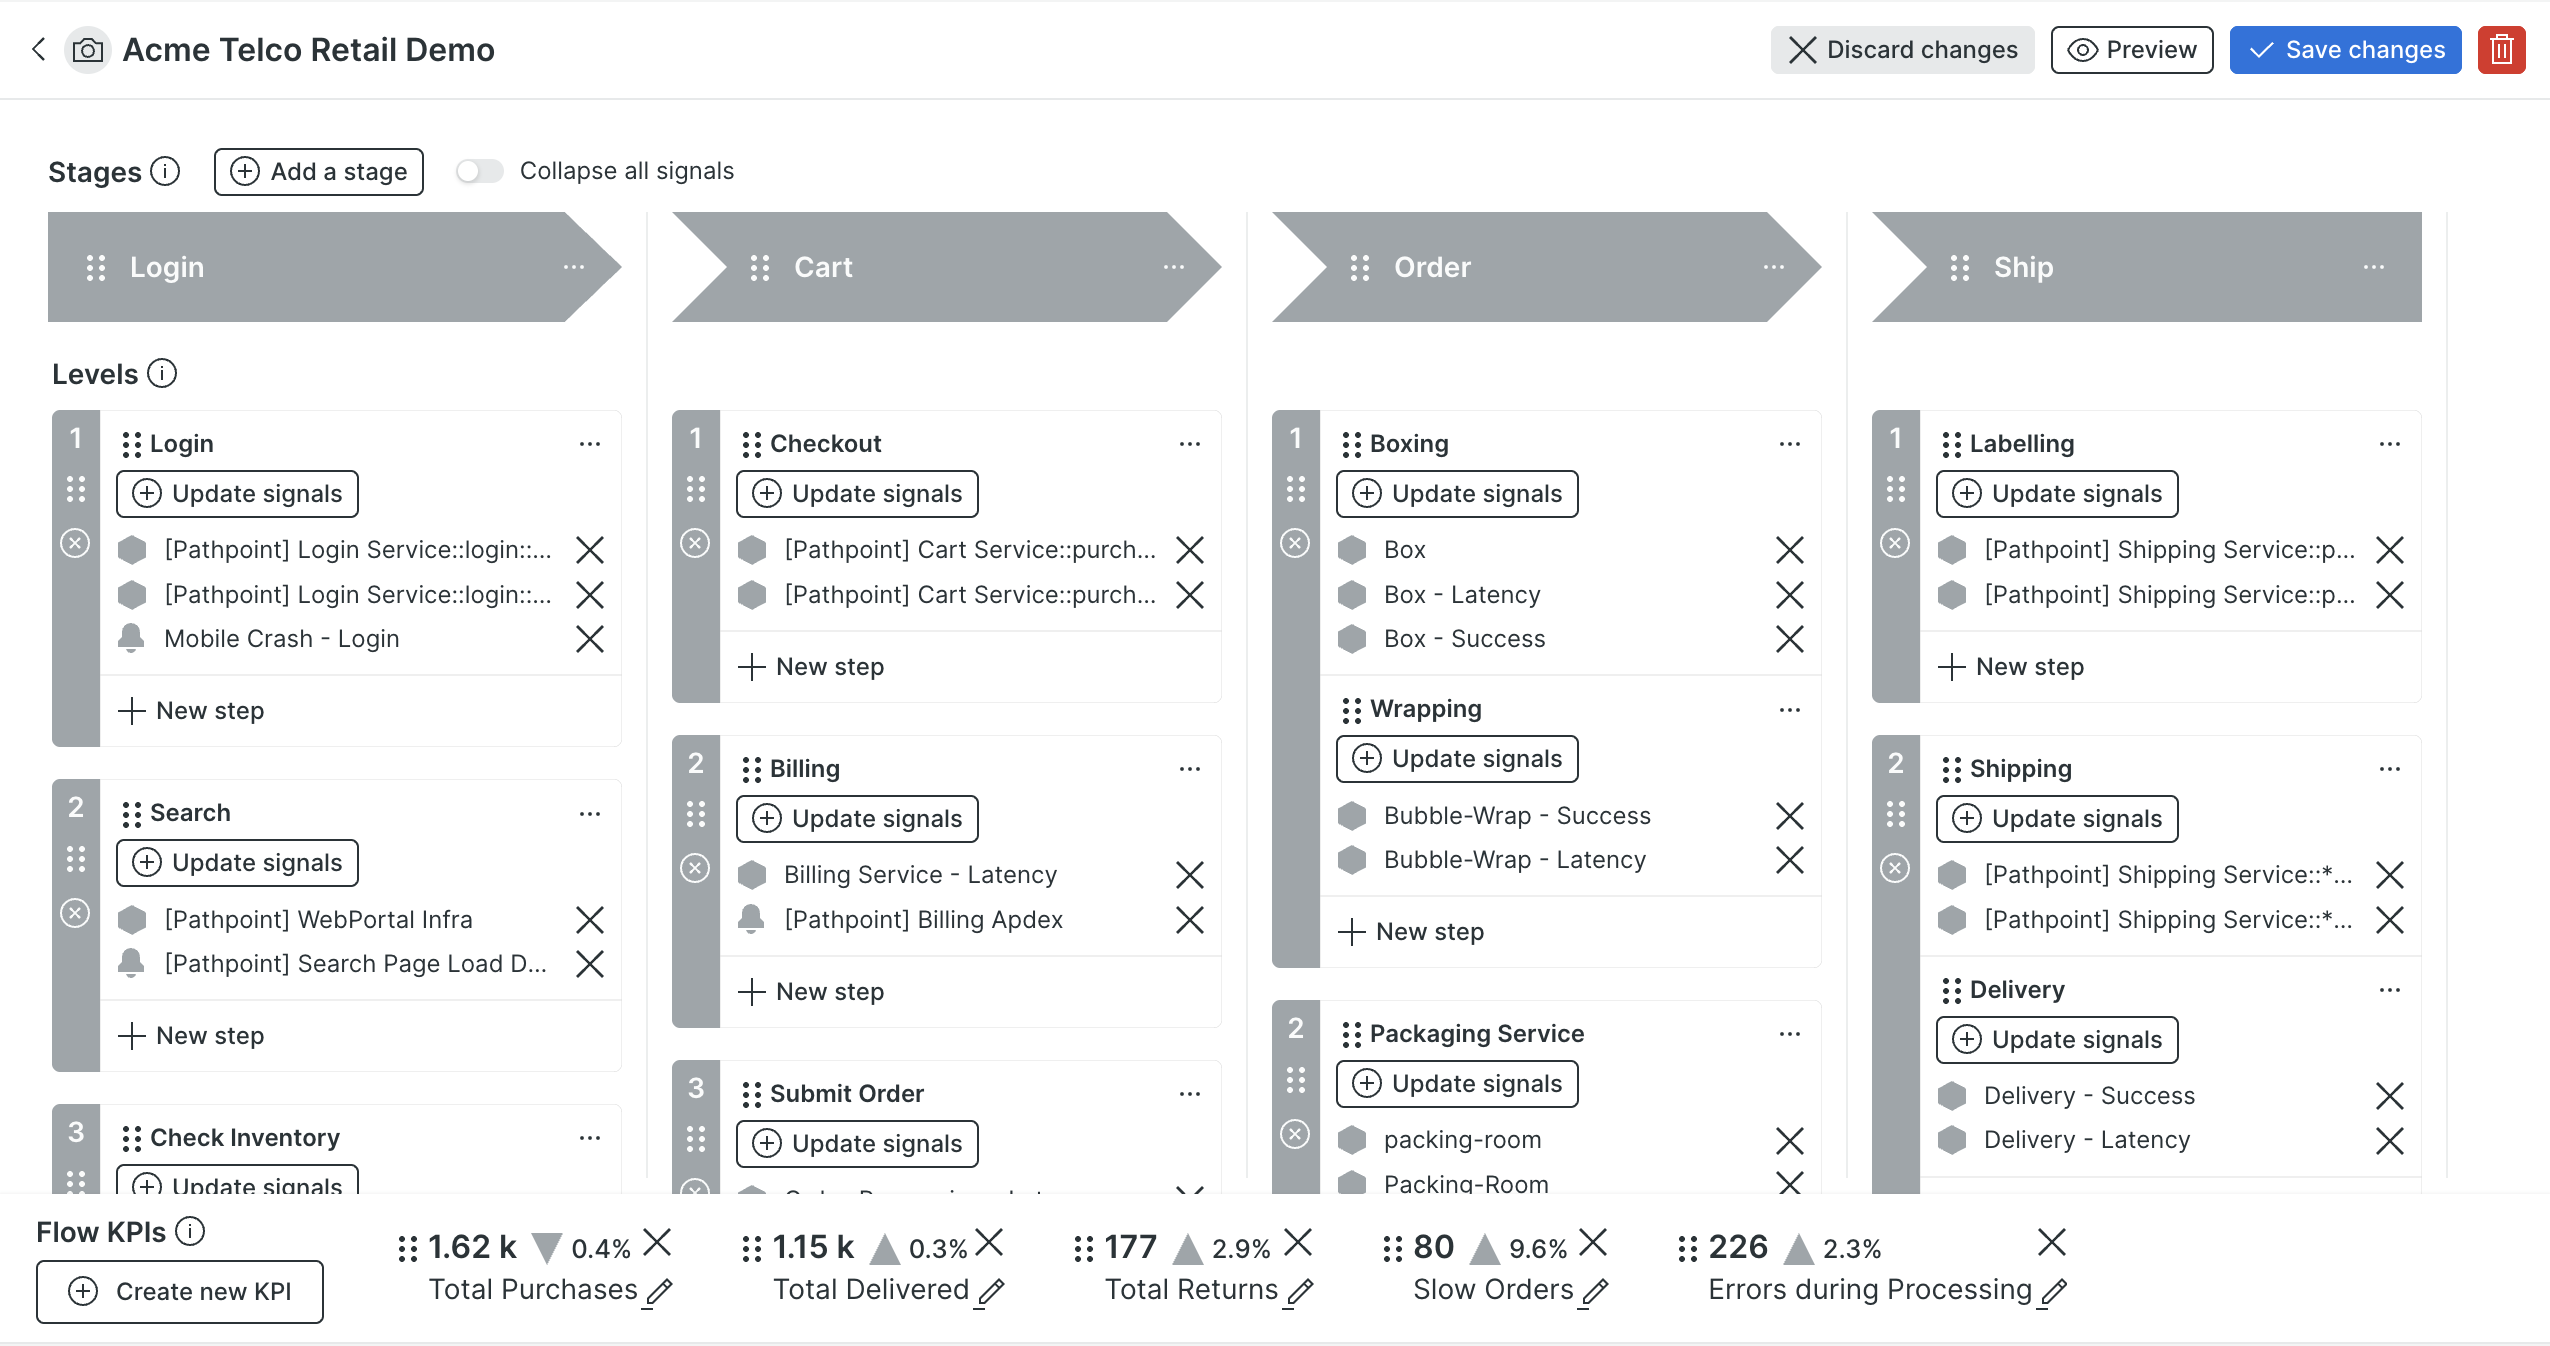 Acme Telco Retail Demo
Discard changes
Preview
Save changes
Stages
Add a stage
Collapse all signals
Login
Cart
Order
Ship
Levels
1
Login
Update signals
[Pathpoint] Login Service::login::...
[Pathpoint] Login Service::login::...
Mobile Crash - Login
New step
2
Search
Update signals
[Pathpoint] WebPortal Infra
[Pathpoint] Search Page Load D...
New step
3
Check Inventory
Update signals
1
Checkout
Update signals
[Pathpoint] Cart Service::purch...
[Pathpoint] Cart Service::purch...
New step
2
Billing
Update signals
Billing Service - Latency
[Pathpoint] Billing Apdex
New step
3
Submit Order
Update signals
1
Boxing
Update signals
Box
Box - Latency
Box - Success
Wrapping
Update signals
Bubble-Wrap - Success
Bubble-Wrap - Latency
New step
2
Packaging Service
Update signals
packing-room
Packing-Room
1
Labelling
Update signals
[Pathpoint] Shipping Service::p...
[Pathpoint] Shipping Service::p...
New step
2
Shipping
Update signals
[Pathpoint] Shipping Service::*...
[Pathpoint] Shipping Service::*...
Delivery
Update signals
Delivery - Success
Delivery - Latency
Flow KPIs
Create new KPI
1.62 k 0.4%
Total Purchases
1.15 k 0.3%
Total Delivered
177 2.9%
Total Returns
80 9.6%
Slow Orders
226 2.3%
Errors during Processing